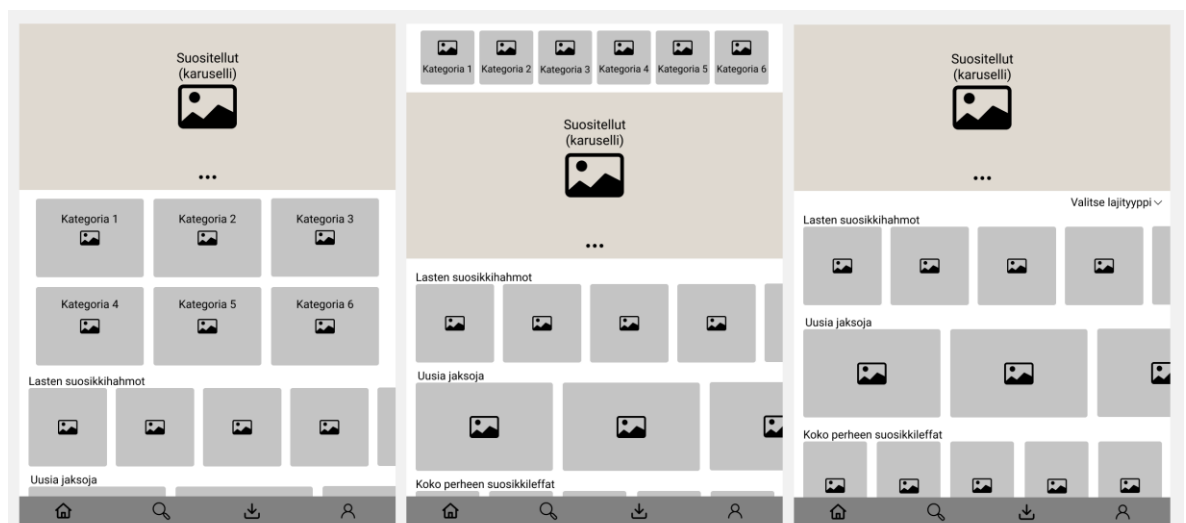 Suositellut
(karuselli)
Kategoria 1
Kategoria 2
Kategoria 3
Kategoria 4
Kategoria 5
Kategoria 6
Lasten suosikkihahmot
Uusia jaksoja
Kategoria 1
Kategoria 2
Kategoria 3
Kategoria 4
Kategoria 5
Kategoria 6
Suositellut
(karuselli)
Lasten suosikkihahmot
Uusia jaksoja
Koko perheen suosikkileffat
Suositellut
(karuselli)
Valitse lajityyppi
Lasten suosikkihahmot
Uusia jaksoja
Koko perheen suosikkileffat